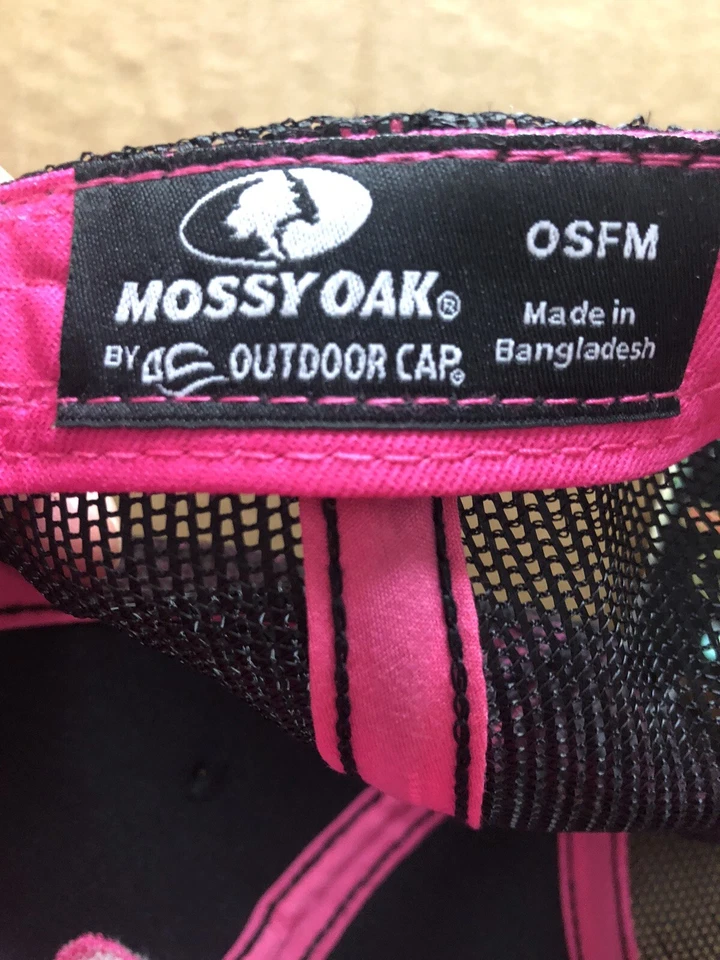 MOSSY OAK®
BY OUTDOOR CAP®
OSFM
Made in
Bangladesh